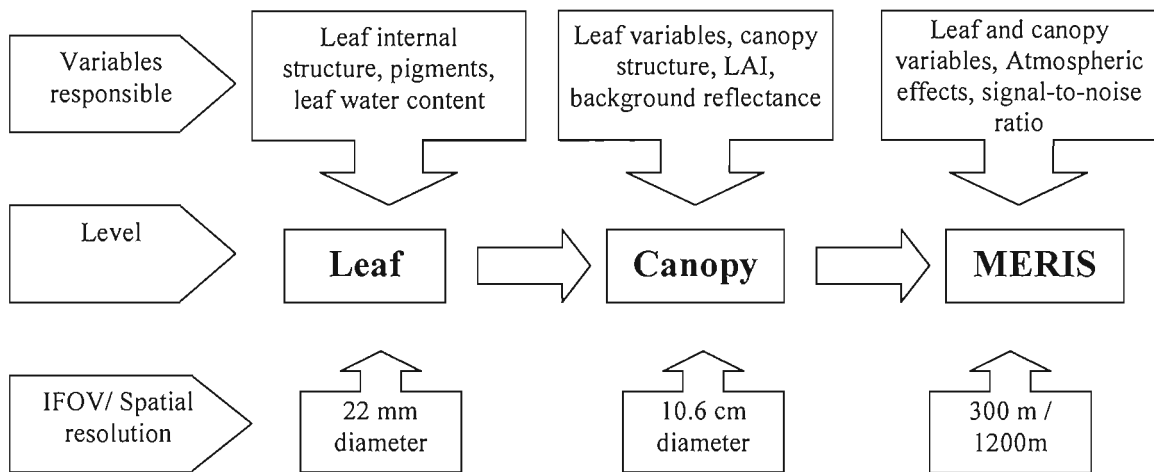 Variables
responsible
Leaf internal
structure, pigments,
leaf water content
Leaf variables, canopy
structure, LAI,
background reflectance
Leaf and canopy
variables, Atmospheric
effects, signal-to-noise
ratio
Level
Leaf
Canopy
MERIS
IFOV/ Spatial
resolution
22 mm
diameter
10.6 cm
diameter
300 m /
1200m